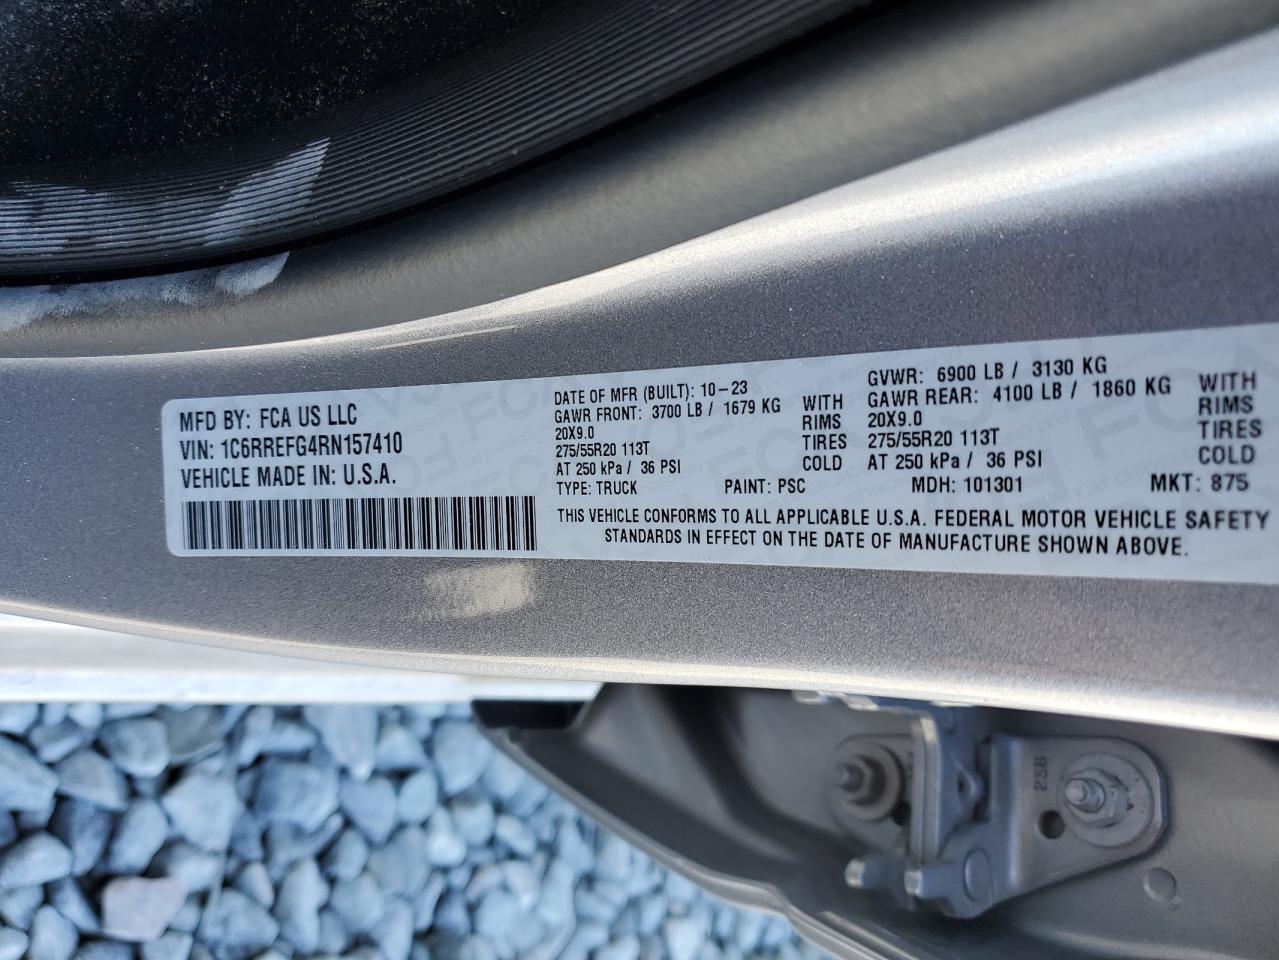 MFD BY: FCA US LLC
VIN: 1C6RREFG4RN157410
VEHICLE MADE IN: U.S.A.
DATE OF MFR (BUILT): 10-23
GAWR FRONT: 3700 LB / 1679 KG WITH
20X9.0 RIMS
275/55R20 113T TIRES
AT 250 kPa / 36 PSI COLD
GVWR: 6900 LB / 3130 KG
GAWR REAR: 4100 LB / 1860 KG WITH
20X9.0 RIMS
275/55R20 113T TIRES
AT 250 kPa / 36 PSI COLD
TYPE: TRUCK PAINT: PSC MDH: 101301 MKT: 875
THIS VEHICLE CONFORMS TO ALL APPLICABLE U.S.A. FEDERAL MOTOR VEHICLE SAFETY
STANDARDS IN EFFECT ON THE DATE OF MANUFACTURE SHOWN ABOVE.